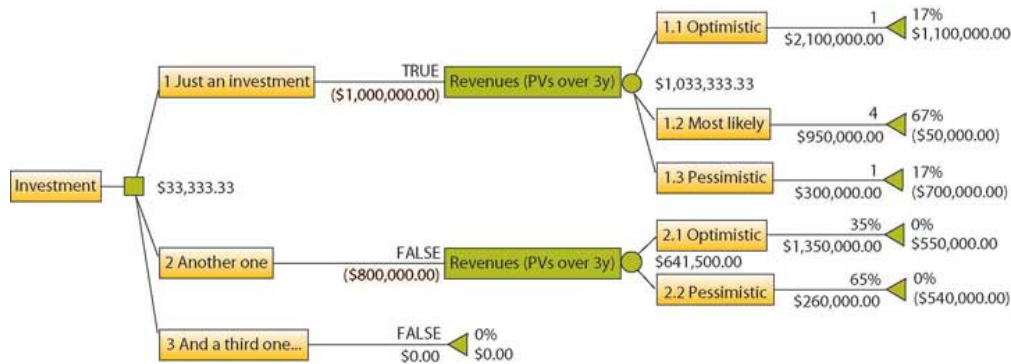 1.1 Optimistic
1
$2,100,000.00
17%
$1,100,000.00
1 Just an investment
TRUE
($1,000,000.00)
Revenues (PVs over 3y)
$1,033,333.33
1.2 Most likely
4
$950,000.00
67%
($50,000.00)
1.3 Pessimistic
1
$300,000.00
17%
($700,000.00)
Investment
$33,333.33
2 Another one
FALSE
($800,000.00)
Revenues (PVs over 3y)
$641,500.00
2.1 Optimistic
35%
$1,350,000.00
0%
$550,000.00
2.2 Pessimistic
65%
$260,000.00
0%
($540,000.00)
3 And a third one...
FALSE
$0.00
0%
$0.00